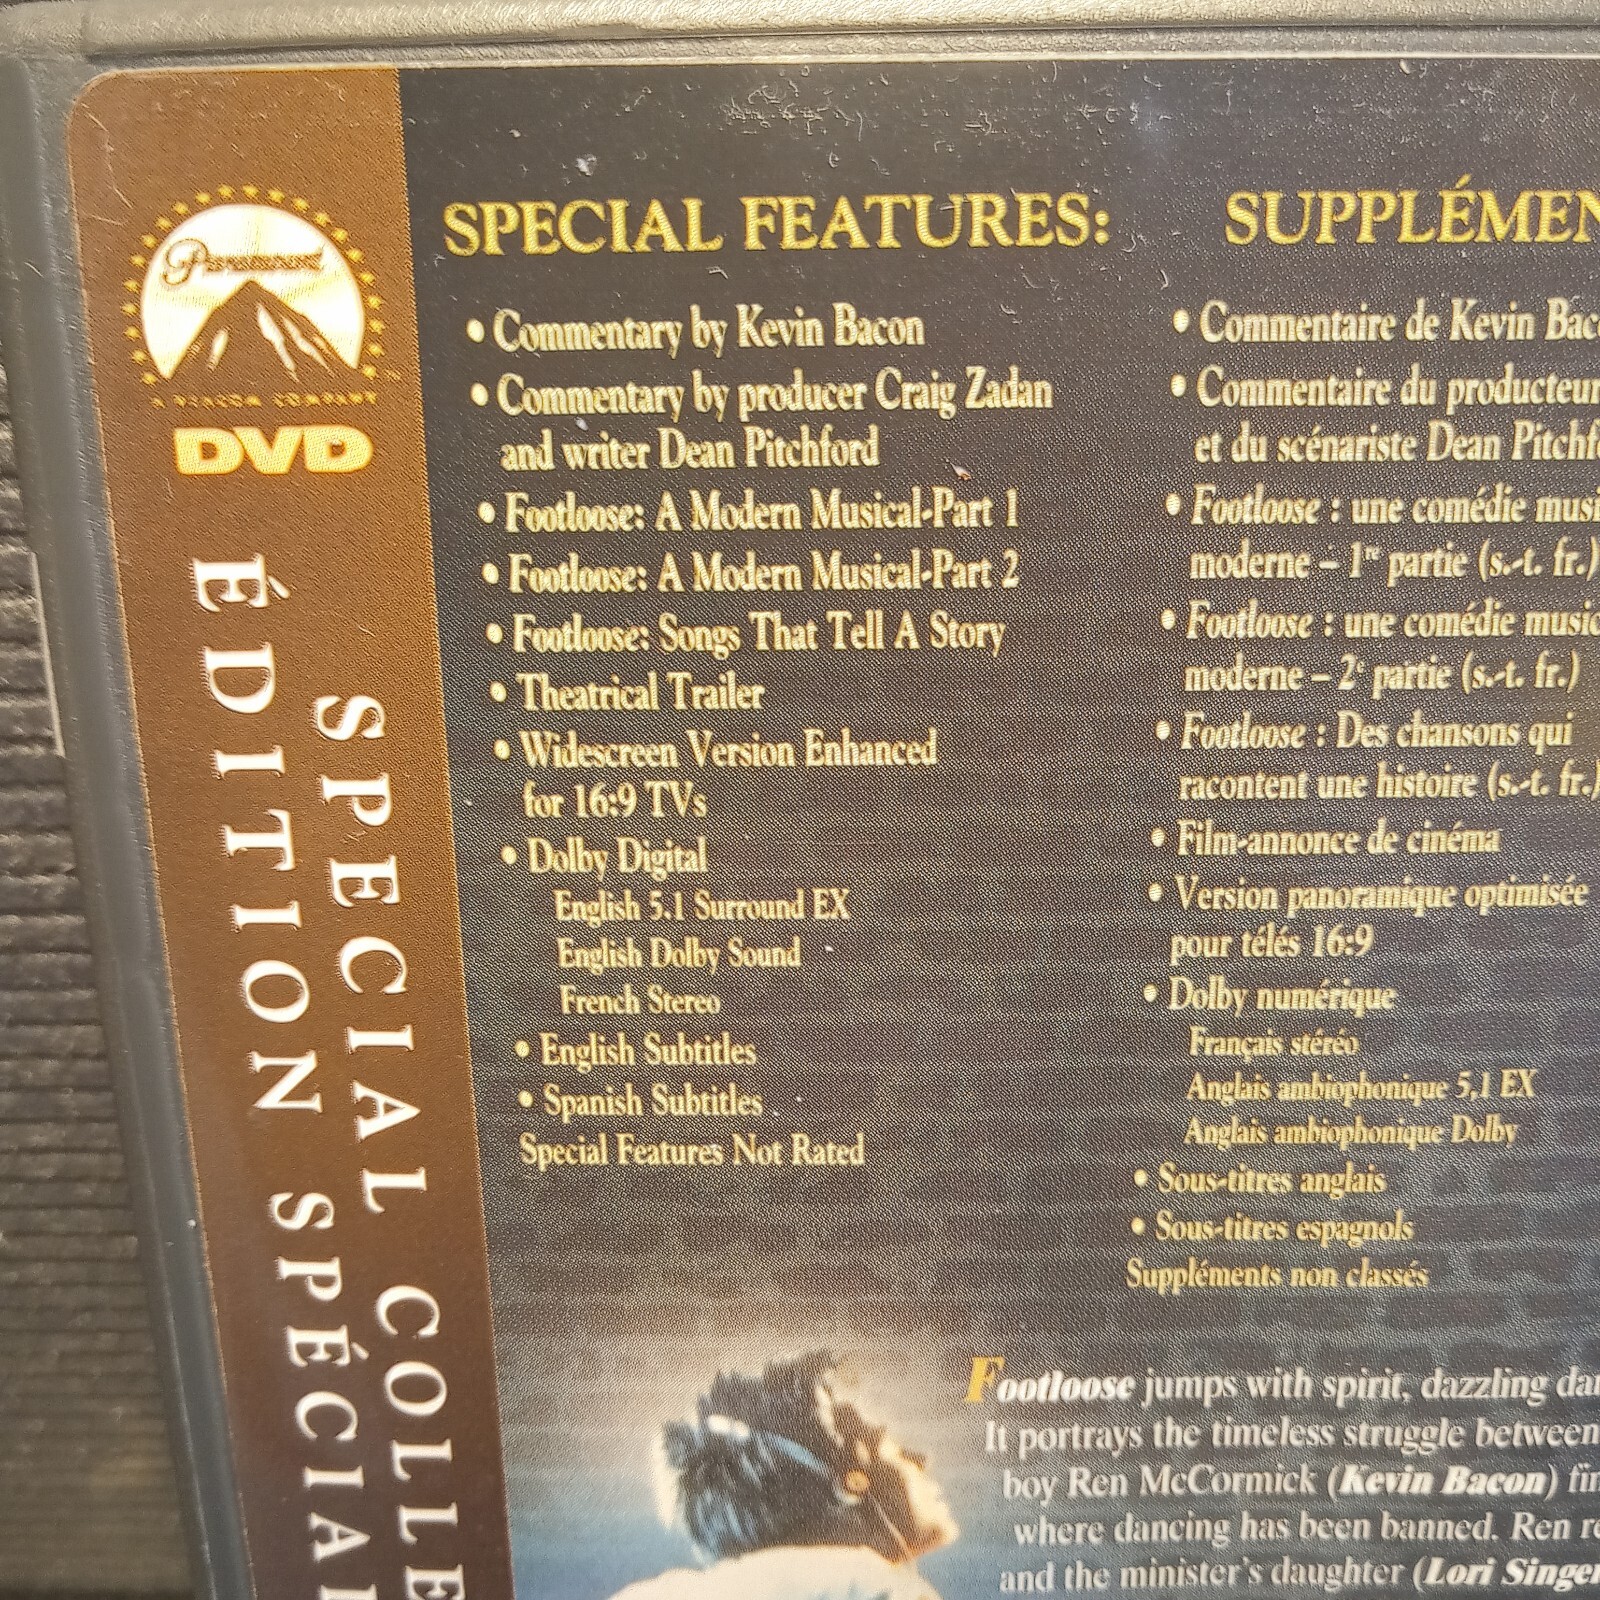 Paramount
A VIACOM COMPANY
DVD
SPECIAL COLLE
ÉDITION SPÉCIAL
SPECIAL FEATURES:
• Commentary by Kevin Bacon
• Commentary by producer Craig Zadan
and writer Dean Pitchford
• Footloose: A Modern Musical-Part 1
• Footloose: A Modern Musical-Part 2
• Footloose: Songs That Tell A Story
• Theatrical Trailer
• Widescreen Version Enhanced
for 16:9 TVs
• Dolby Digital
English 5.1 Surround EX
English Dolby Sound
French Stereo
• English Subtitles
• Spanish Subtitles
Special Features Not Rated
SUPPLÉMEN
• Commentaire de Kevin Bac
• Commentaire du producteur
et du scénariste Dean Pitchf
• Footloose : une comédie musi
moderne – 1re partie (s.-t. fr.)
• Footloose : une comédie music
moderne – 2e partie (s.-t. fr.)
• Footloose : Des chansons qui
racontent une histoire (s.-t. fr.)
• Film-annonce de cinéma
• Version panoramique optimisée
pour télés 16:9
• Dolby numérique
Français stéréo
Anglais ambiophonique 5,1 EX
Anglais ambiophonique Dolby
• Sous-titres anglais
• Sous-titres espagnols
Suppléments non classés
Footloose jumps with spirit, dazzling dan
It portrays the timeless struggle between
boy Ren McCormick (Kevin Bacon) fin
where dancing has been banned. Ren re
and the minister's daughter (Lori Singer